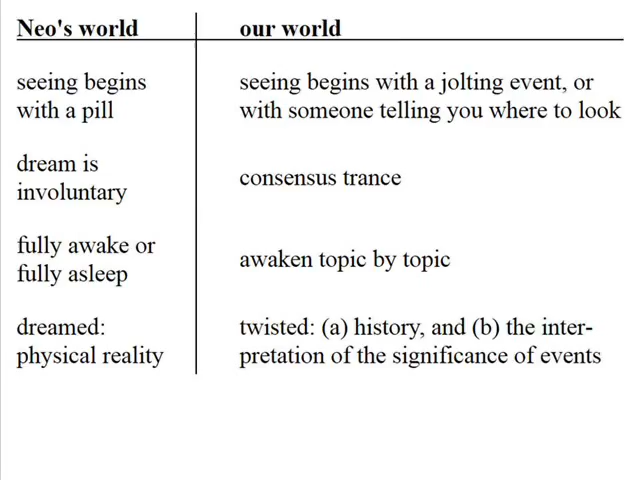 Neo's world
our world
seeing begins
with a pill
seeing begins with a jolting event, or
with someone telling you where to look
dream is
involuntary
consensus trance
fully awake or
fully asleep
awaken topic by topic
dreamed:
physical reality
twisted: (a) history, and (b) the inter-
pretation of the significance of events